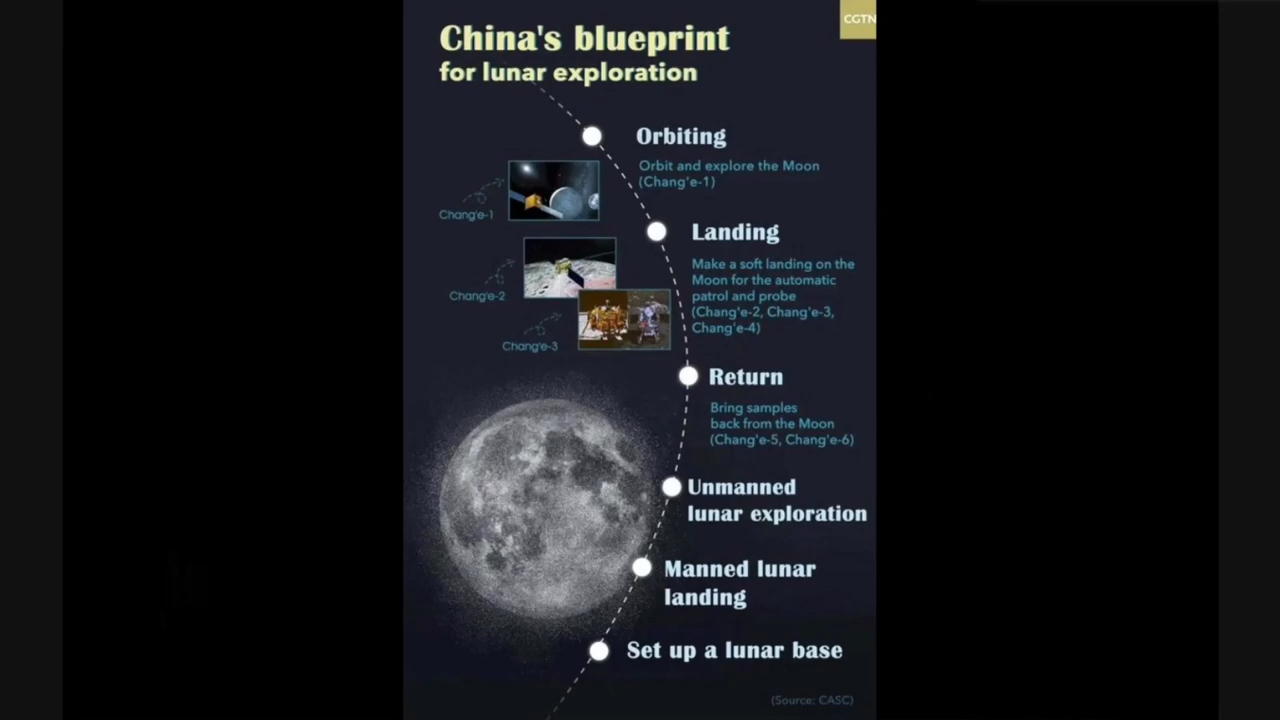 CGTN
China's blueprint
for lunar exploration
Orbiting
Orbit and explore the Moon
(Chang'e-1)
Chang'e-1
Landing
Make a soft landing on the
Moon for the automatic
patrol and probe
(Chang'e-2, Chang'e-3,
Chang'e-4)
Chang'e-2
Chang'e-3
Return
Bring samples
back from the Moon
(Chang'e-5, Chang'e-6)
Unmanned
lunar exploration
Manned lunar
landing
Set up a lunar base
(Source: CASC)